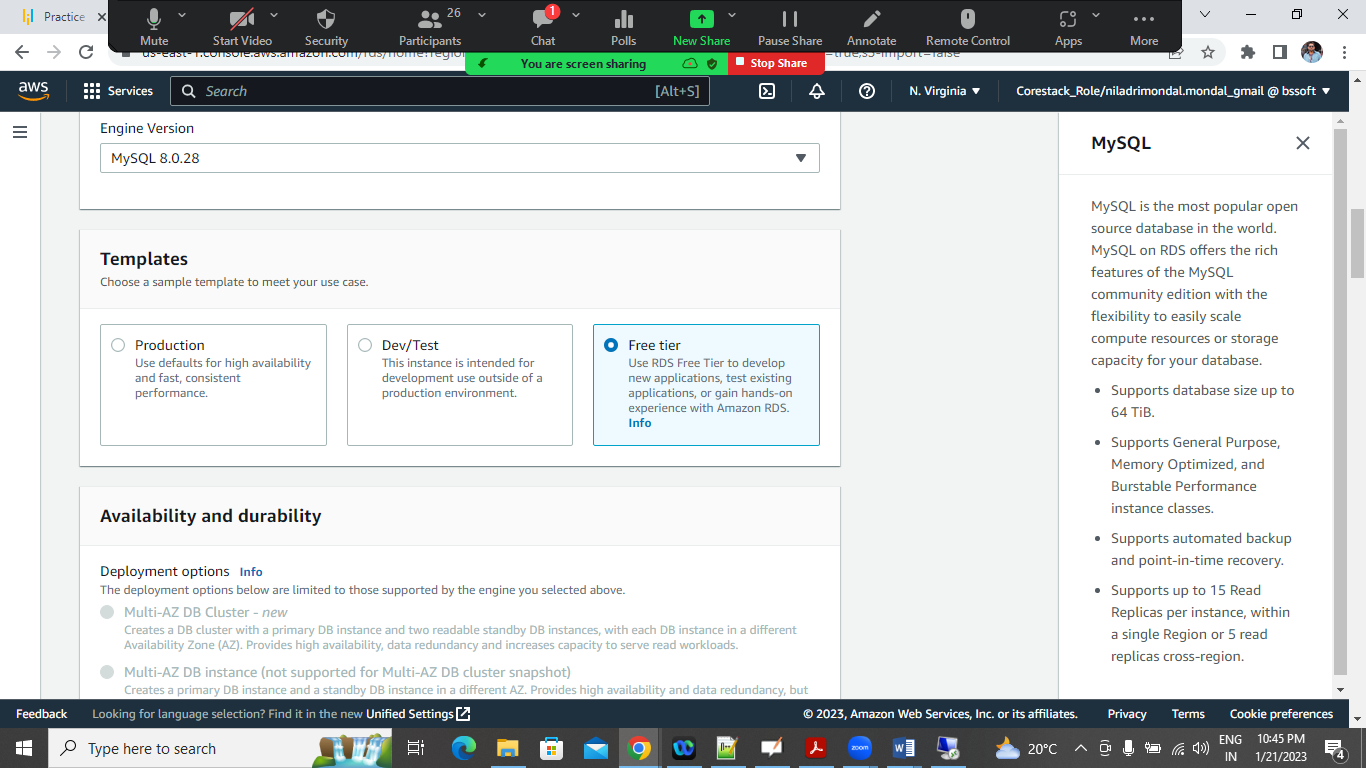 Practice
Mute
Start Video
Security
Participants
26
Chat
1
Polls
New Share
Pause Share
Annotate
Remote Control
Apps
More
us-east-1.console.aws.amazon.com/rds/home?region
=true;s3-import=false
You are screen sharing
Stop Share
aws
Services
Search
[Alt+S]
N. Virginia
Corestack_Role/niladrimondal.mondal_gmail @ bssoft
Engine Version
MySQL 8.0.28
Templates
Choose a sample template to meet your use case.
Production
Use defaults for high availability
and fast, consistent
performance.
Dev/Test
This instance is intended for
development use outside of a
production environment.
Free tier
Use RDS Free Tier to develop
new applications, test existing
applications, or gain hands-on
experience with Amazon RDS.
Info
Availability and durability
Deployment options Info
The deployment options below are limited to those supported by the engine you selected above.
Multi-AZ DB Cluster - new
Creates a DB cluster with a primary DB instance and two readable standby DB instances, with each DB instance in a different
Availability Zone (AZ). Provides high availability, data redundancy and increases capacity to serve read workloads.
Multi-AZ DB instance (not supported for Multi-AZ DB cluster snapshot)
Creates a primary DB instance and a standby DB instance in a different AZ. Provides high availability and data redundancy, but
MySQL
MySQL is the most popular open
source database in the world.
MySQL on RDS offers the rich
features of the MySQL
community edition with the
flexibility to easily scale
compute resources or storage
capacity for your database.
• Supports database size up to
64 TiB.
• Supports General Purpose,
Memory Optimized, and
Burstable Performance
instance classes.
• Supports automated backup
and point-in-time recovery.
• Supports up to 15 Read
Replicas per instance, within
a single Region or 5 read
replicas cross-region.
Feedback
Looking for language selection? Find it in the new Unified Settings
© 2023, Amazon Web Services, Inc. or its affiliates.
Privacy
Terms
Cookie preferences
Type here to search
zoom
20°C
ENG
IN
10:45 PM
1/21/2023
4